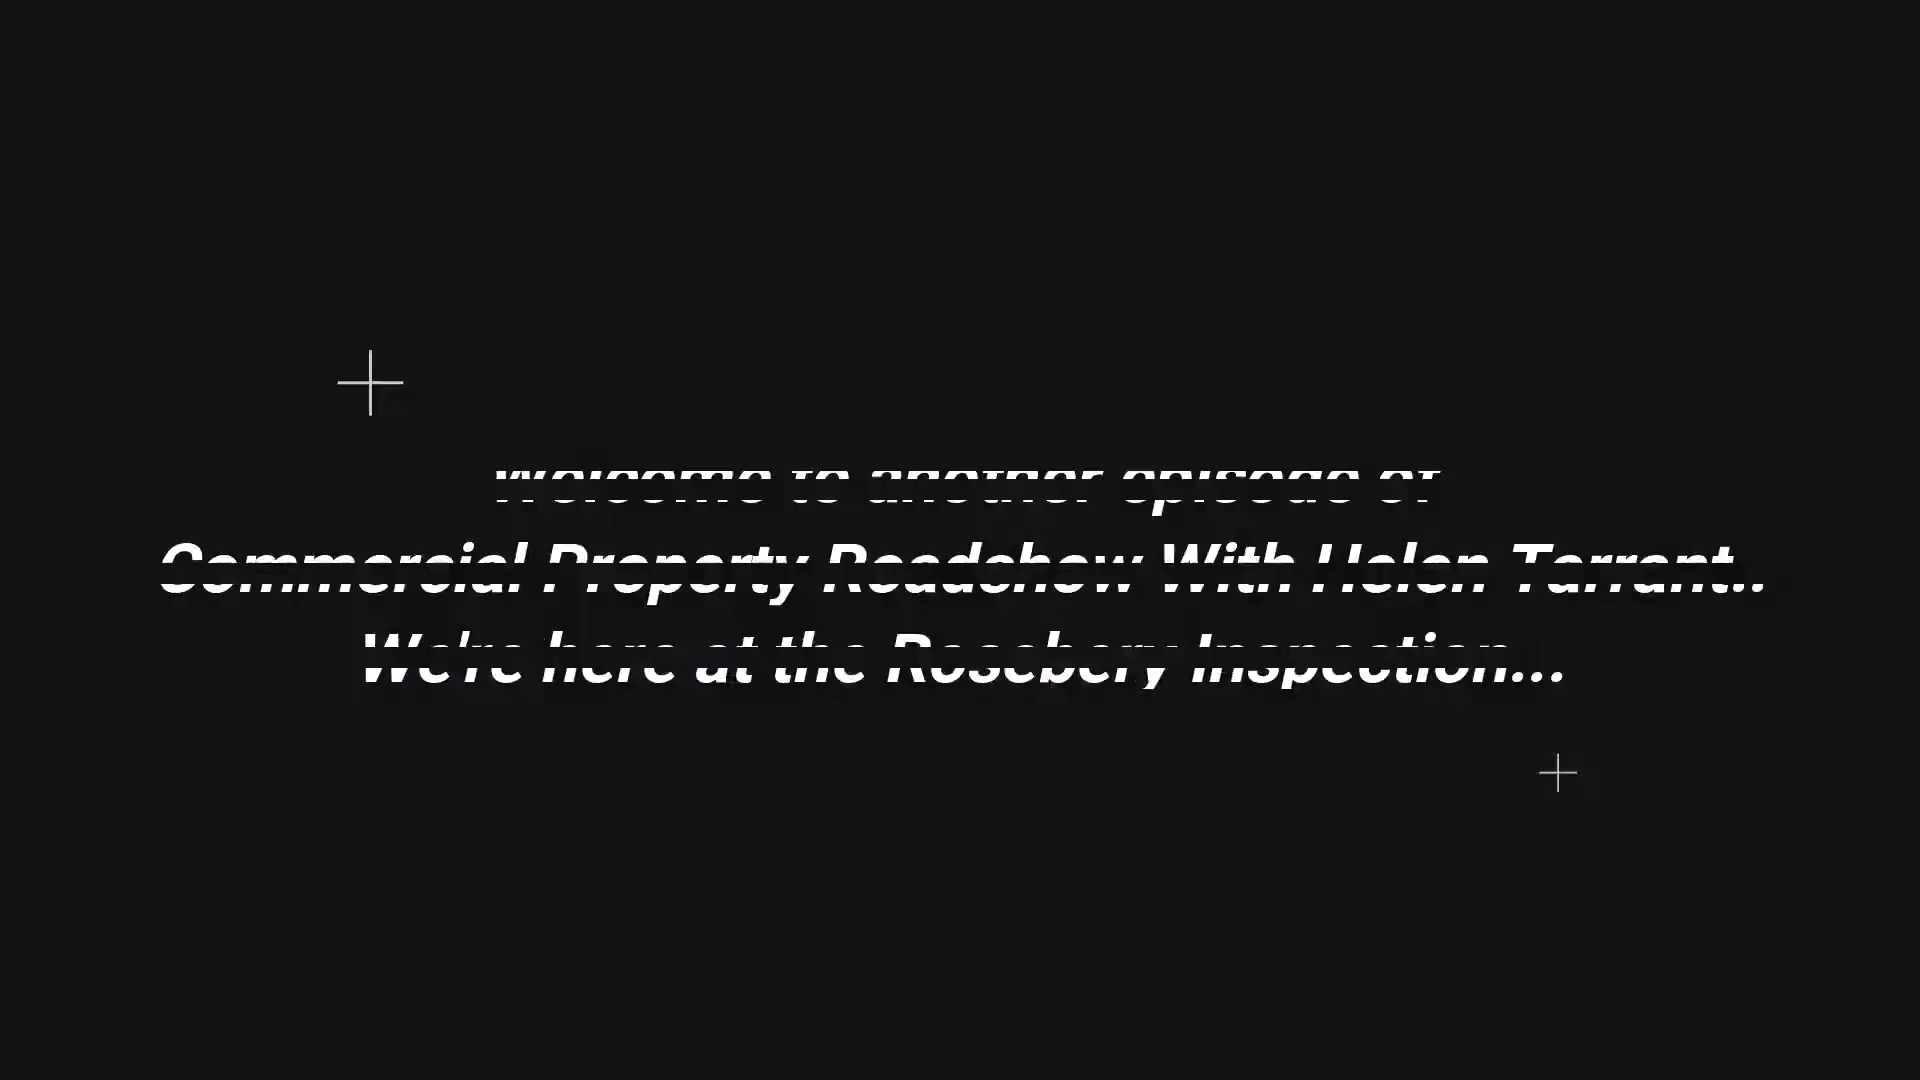 Welcome to another episode of
Commercial Property Roadshow With Helen Tarrant..
We're here at the Rosebery Inspection...